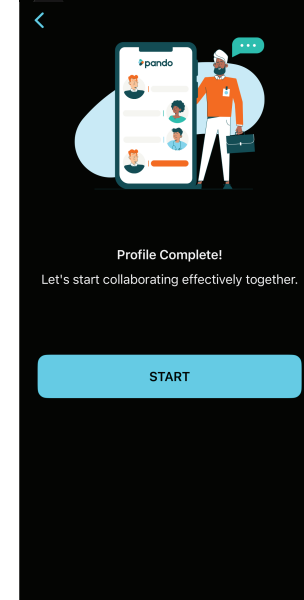 pando
Profile Complete!
Let's start collaborating effectively together.
START